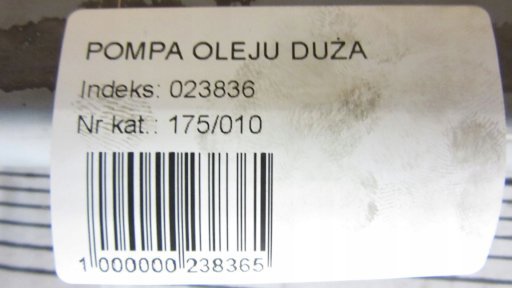 POMPA OLEJU DUŻA
Indeks: 023836
Nr kat.: 175/010
1 000000 238365